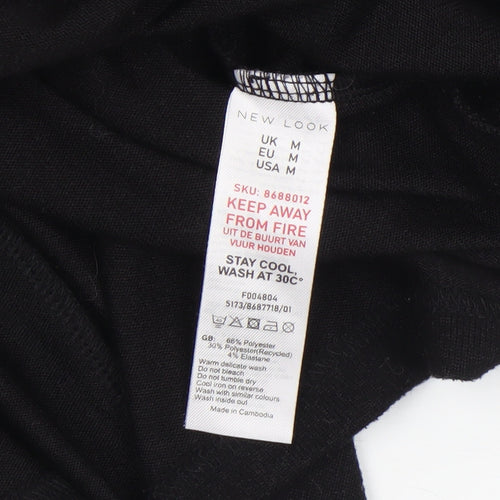 NEW LOOK
UK M
EU M
USA M
SKU: 8688012
KEEP AWAY
FROM FIRE
UIT DE BUURT VAN
VUUR HOUDEN
STAY COOL,
WASH AT 30C°
F004804
5173/8687718/01
GB: 66% Polyester
30% Polyester(Recycled)
4% Elastane
Warm delicate wash
Do not bleach
Do not tumble dry
Cool iron on reverse
Wash with similar colours
Wash inside out
Made in Cambodia